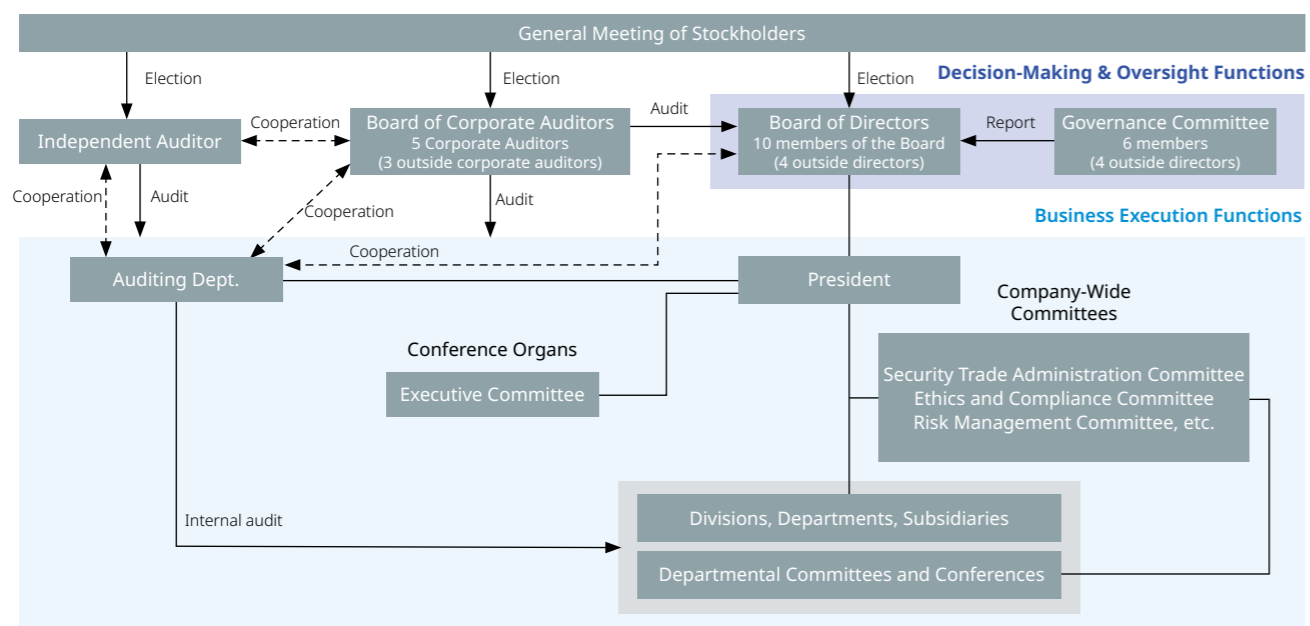 General Meeting of Stockholders
Election
Election
Election
Decision-Making & Oversight Functions
Independent Auditor
Cooperation
Board of Corporate Auditors
5 Corporate Auditors
(3 outside corporate auditors)
Audit
Board of Directors
10 members of the Board
(4 outside directors)
Report
Governance Committee
6 members
(4 outside directors)
Cooperation
Audit
Cooperation
Audit
Business Execution Functions
Cooperation
Auditing Dept.
President
Company-Wide
Committees
Conference Organs
Executive Committee
Security Trade Administration Committee
Ethics and Compliance Committee
Risk Management Committee, etc.
Internal audit
Divisions, Departments, Subsidiaries
Departmental Committees and Conferences